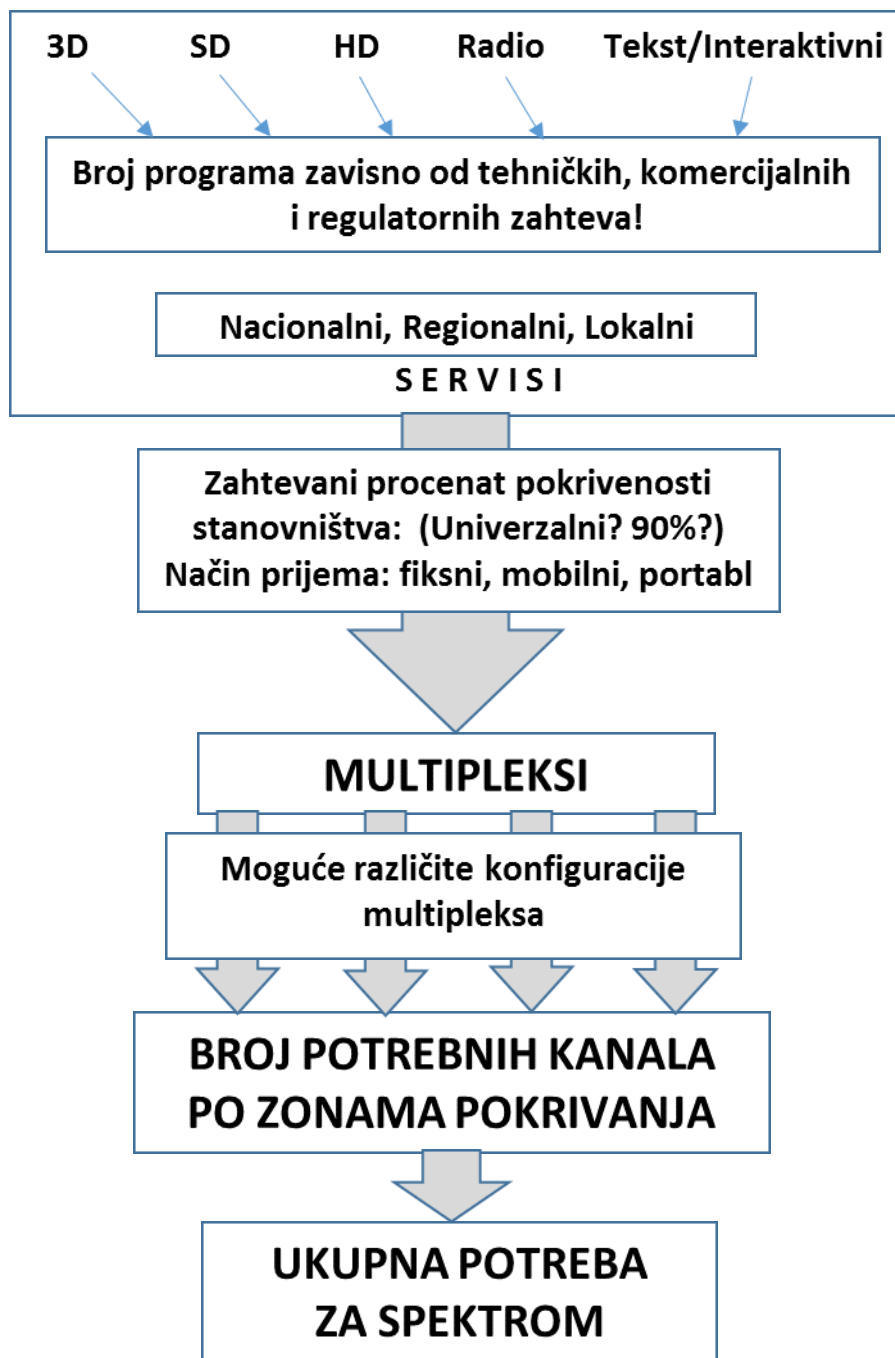 3D SD HD Radio Tekst/Interaktivni
Broj programa zavisno od tehničkih, komercijalnih
i regulatornih zahteva!
Nacionalni, Regionalni, Lokalni
S E R V I S I
Zahtevani procenat pokrivenosti
stanovništva: (Univerzalni? 90%?)
Način prijema: fiksni, mobilni, portabl
MULTIPLEKSI
Moguće različite konfiguracije
multipleksa
BROJ POTREBNIH KANALA
PO ZONAMA POKRIVANJA
UKUPNA POTREBA
ZA SPEKTROM